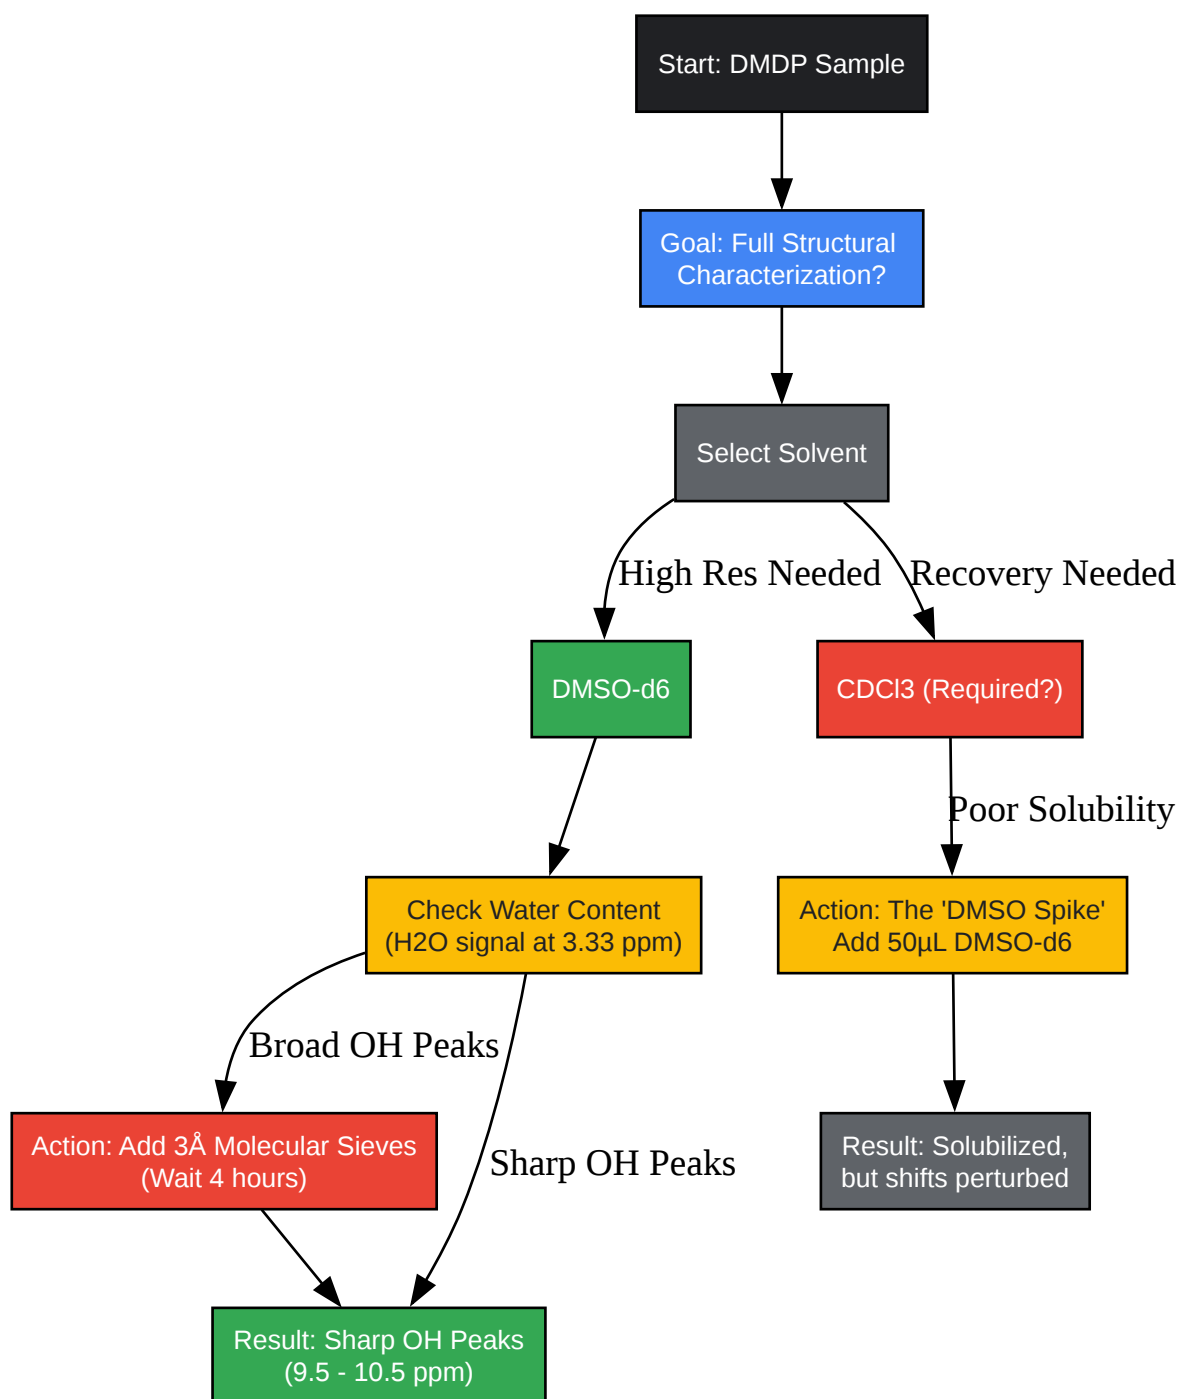 Start: DMDP Sample
Goal: Full Structural
Characterization?
Select Solvent
High Res Needed
Recovery Needed
DMSO-d6
CDCl3 (Required?)
Poor Solubility
Check Water Content
(H2O signal at 3.33 ppm)
Action: The 'DMSO Spike'
Add 50µL DMSO-d6
Broad OH Peaks
Sharp OH Peaks
Action: Add 3Å Molecular Sieves
(Wait 4 hours)
Result: Solubilized,
but shifts perturbed
Result: Sharp OH Peaks
(9.5 - 10.5 ppm)